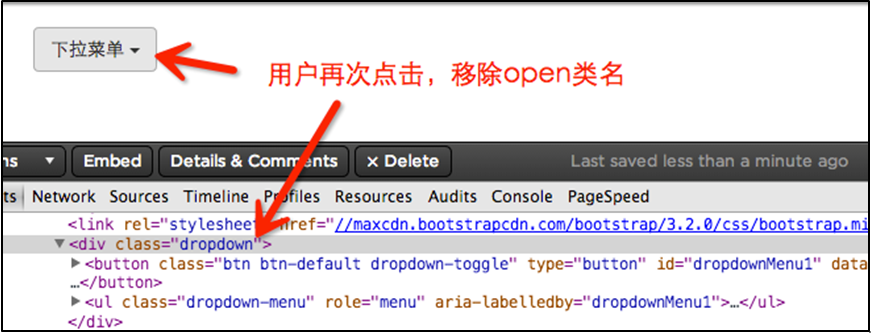 下拉菜单
用户再次点击，移除open类名
ns Embed Details & Comments × Delete Last saved less than a minute ago
ts Network Sources Timeline Profiles Resources Audits Console PageSpeed
<link rel="stylesheet" href="//maxcdn.bootstrapcdn.com/bootstrap/3.2.0/css/bootstrap.mi
▼<div class="dropdown">
▶<button class="btn btn-default dropdown-toggle" type="button" id="dropdownMenu1" data
…</button>
▶<ul class="dropdown-menu" role="menu" aria-labelledby="dropdownMenu1">…</ul>
</div>